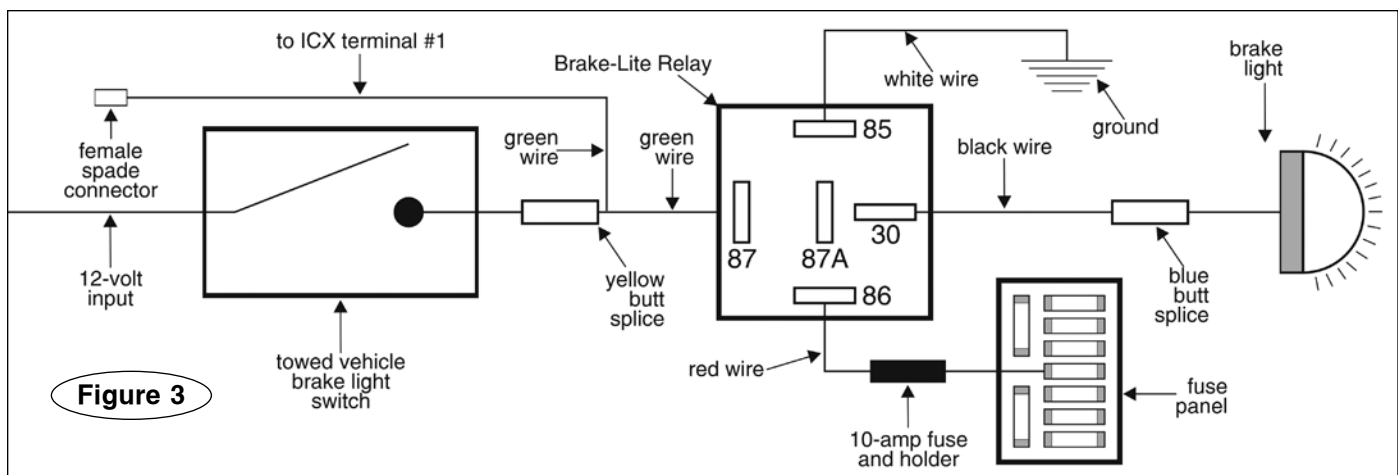 to ICX terminal #1
Brake-Lite Relay
white wire
brake
light
ground
female
spade
connector
green
wire
green
wire
85
black wire
87
87A
30
86
12-volt
input
yellow
butt
splice
blue
butt
splice
towed vehicle
brake light
switch
red wire
fuse
panel
10-amp fuse
and holder
Figure 3